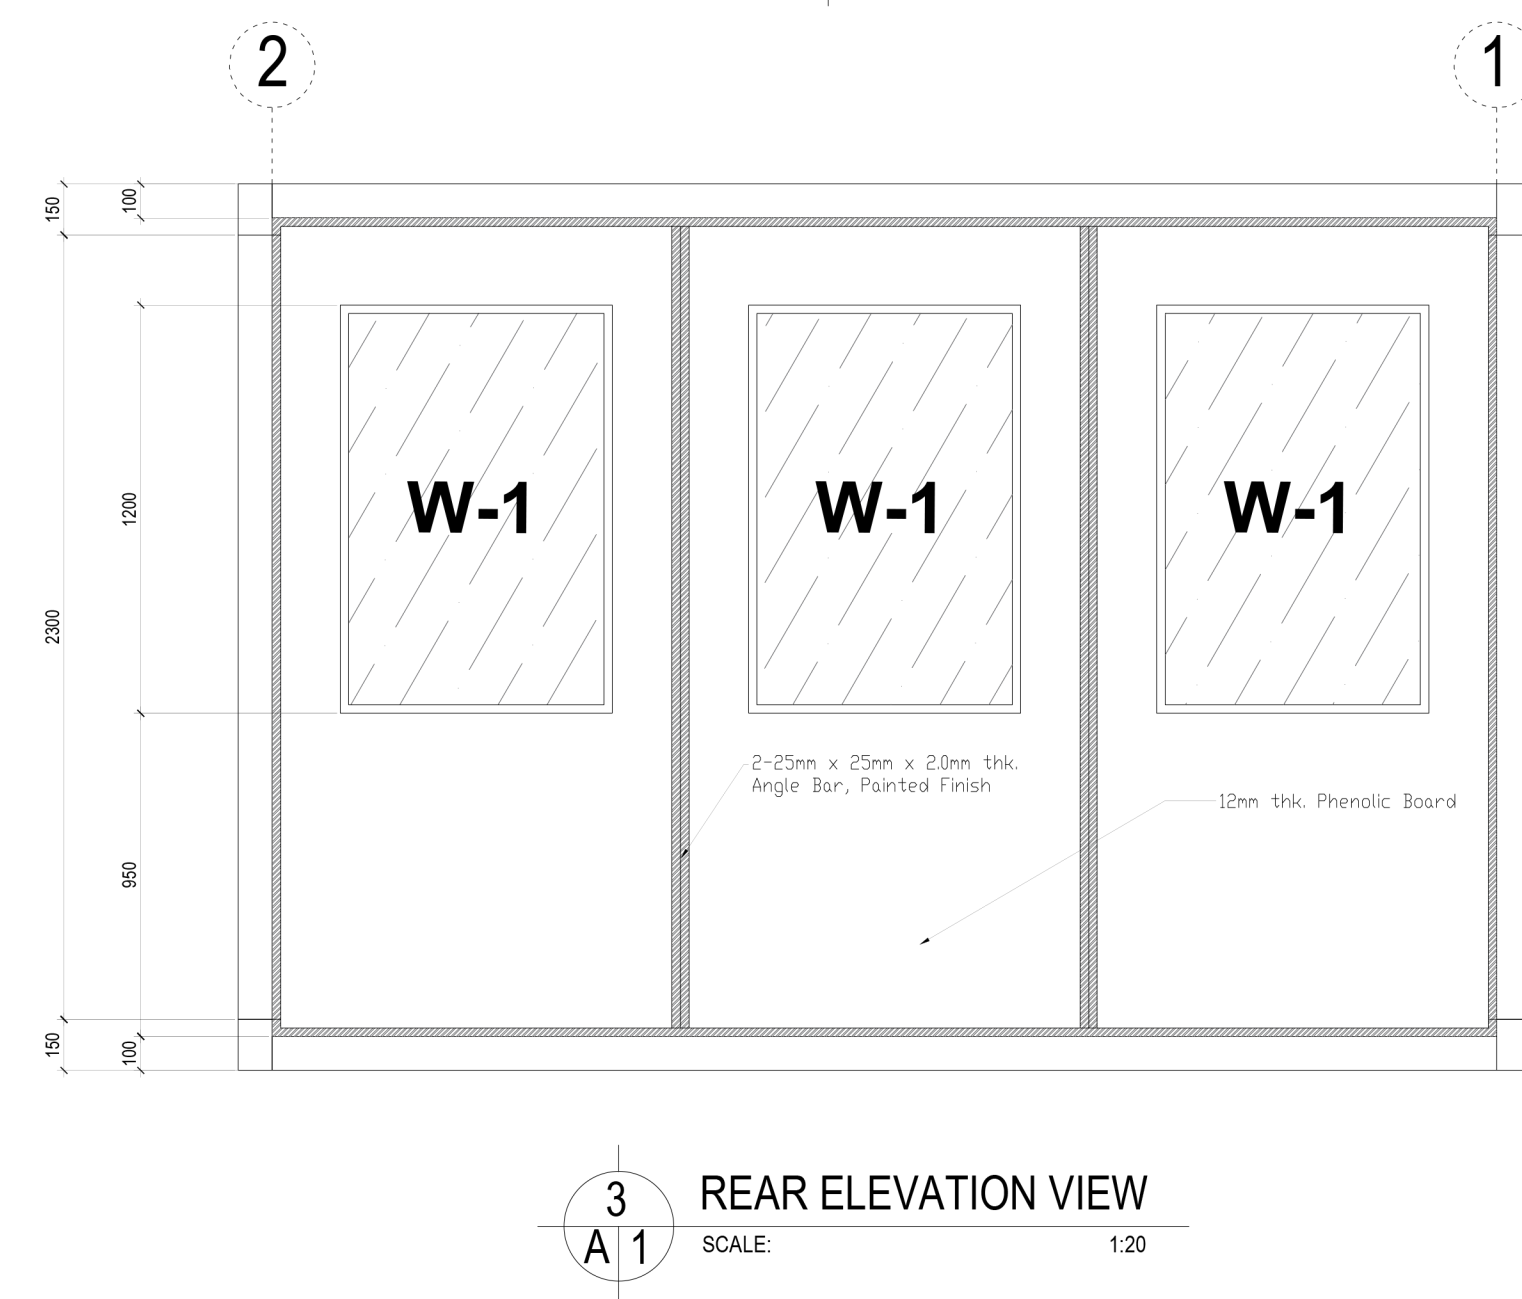 2
1
150
100
1200
2300
950
150
100
W-1
W-1
W-1
2-25mm x 25mm x 2.0mm thk.
Angle Bar, Painted Finish
12mm thk. Phenolic Board
3
A 1
REAR ELEVATION VIEW
SCALE: 1:20